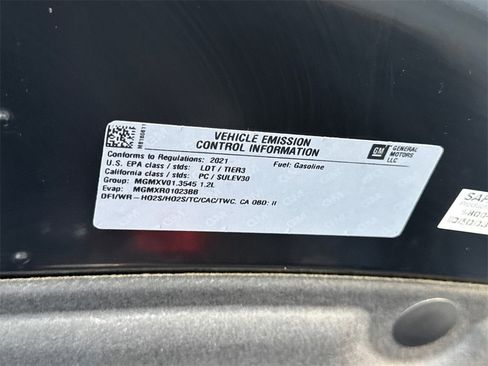 VEHICLE EMISSION
CONTROL INFORMATION
GM
GENERAL
MOTORS
LLC
Conforms to Regulations: 2021
U.S. EPA class / stds: LDT / TIER3
Fuel: Gasoline
California class / stds: PC / SULEV30
Group: MGMXV01.3545 1.2L
Evap: MGMXR0102388
DFI/WR-HO2S/HO2S/TC/CAC/TWC, CA OBD: II